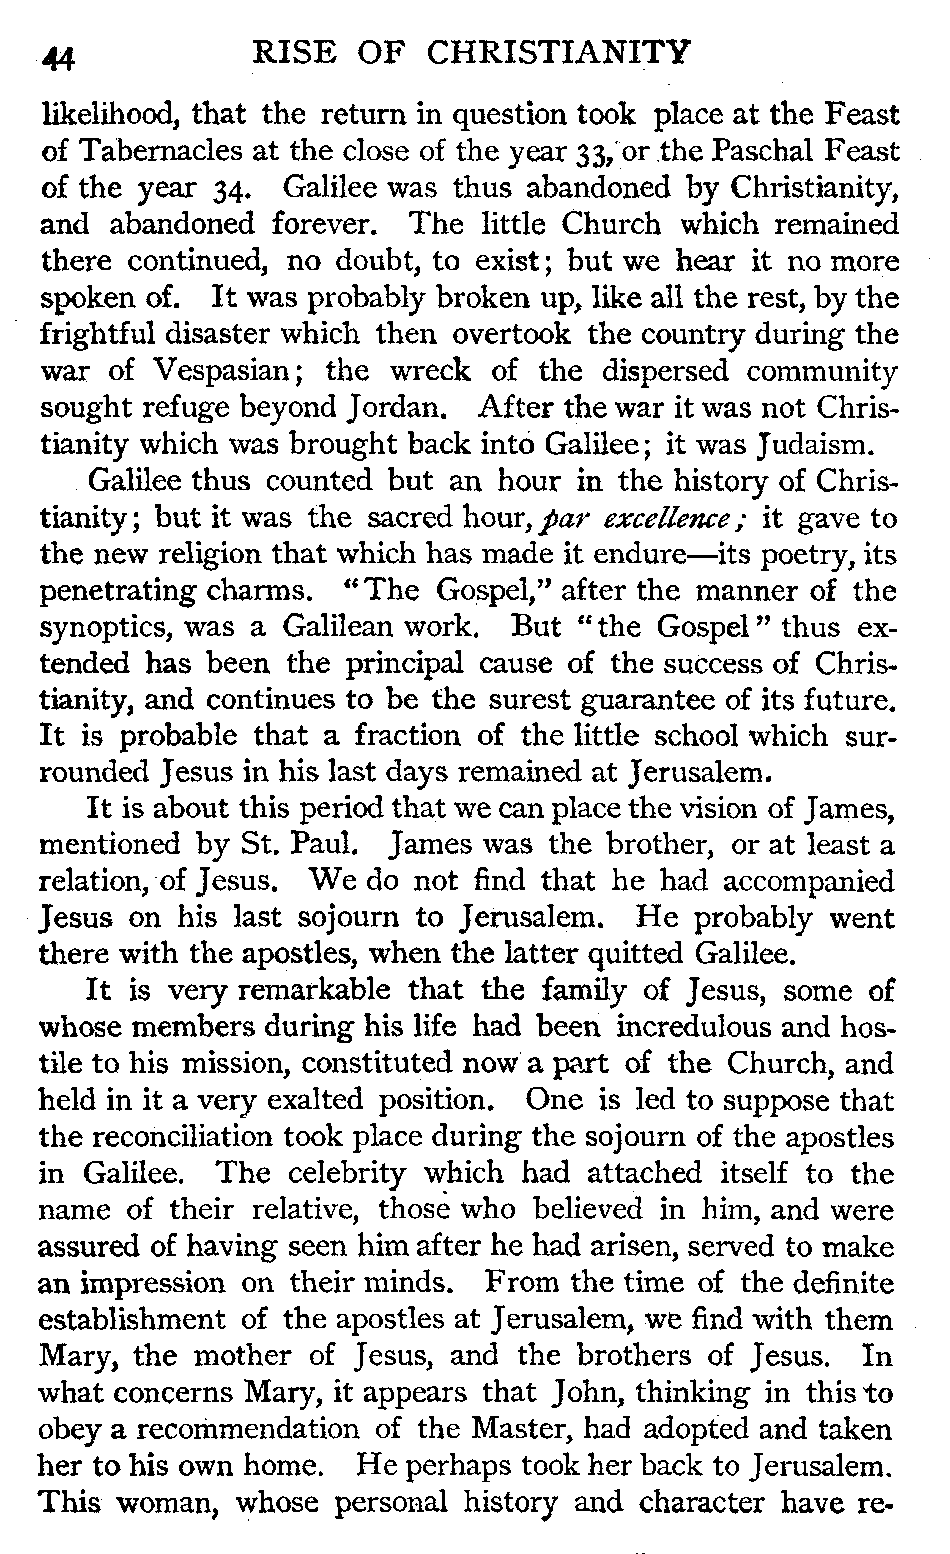 44 RISE OF CHRISTIANITY
likelihood, that the return in question took place at the Feast
of Tabernacles at the close of the year 33, or the Paschal Feast
of the year 34. Galilee was thus abandoned by Christianity,
and abandoned forever. The little Church which remained
there continued, no doubt, to exist; but we hear it no more
spoken of. It was probably broken up, like all the rest, by the
frightful disaster which then overtook the country during the
war of Vespasian; the wreck of the dispersed community
sought refuge beyond Jordan. After the war it was not Chris-
tianity which was brought back into Galilee; it was Judaism.
Galilee thus counted but an hour in the history of Chris-
tianity; but it was the sacred hour, par excellence; it gave to
the new religion that which has made it endure—its poetry, its
penetrating charms. "The Gospel," after the manner of the
synoptics, was a Galilean work. But "the Gospel" thus ex-
tended has been the principal cause of the success of Chris-
tianity, and continues to be the surest guarantee of its future.
It is probable that a fraction of the little school which sur-
rounded Jesus in his last days remained at Jerusalem.
It is about this period that we can place the vision of James,
mentioned by St. Paul. James was the brother, or at least a
relation, of Jesus. We do not find that he had accompanied
Jesus on his last sojourn to Jerusalem. He probably went
there with the apostles, when the latter quitted Galilee.
It is very remarkable that the family of Jesus, some of
whose members during his life had been incredulous and hos-
tile to his mission, constituted now a part of the Church, and
held in it a very exalted position. One is led to suppose that
the reconciliation took place during the sojourn of the apostles
in Galilee. The celebrity which had attached itself to the
name of their relative, those who believed in him, and were
assured of having seen him after he had arisen, served to make
an impression on their minds. From the time of the definite
establishment of the apostles at Jerusalem, we find with them
Mary, the mother of Jesus, and the brothers of Jesus. In
what concerns Mary, it appears that John, thinking in this to
obey a recommendation of the Master, had adopted and taken
her to his own home. He perhaps took her back to Jerusalem.
This woman, whose personal history and character have re-